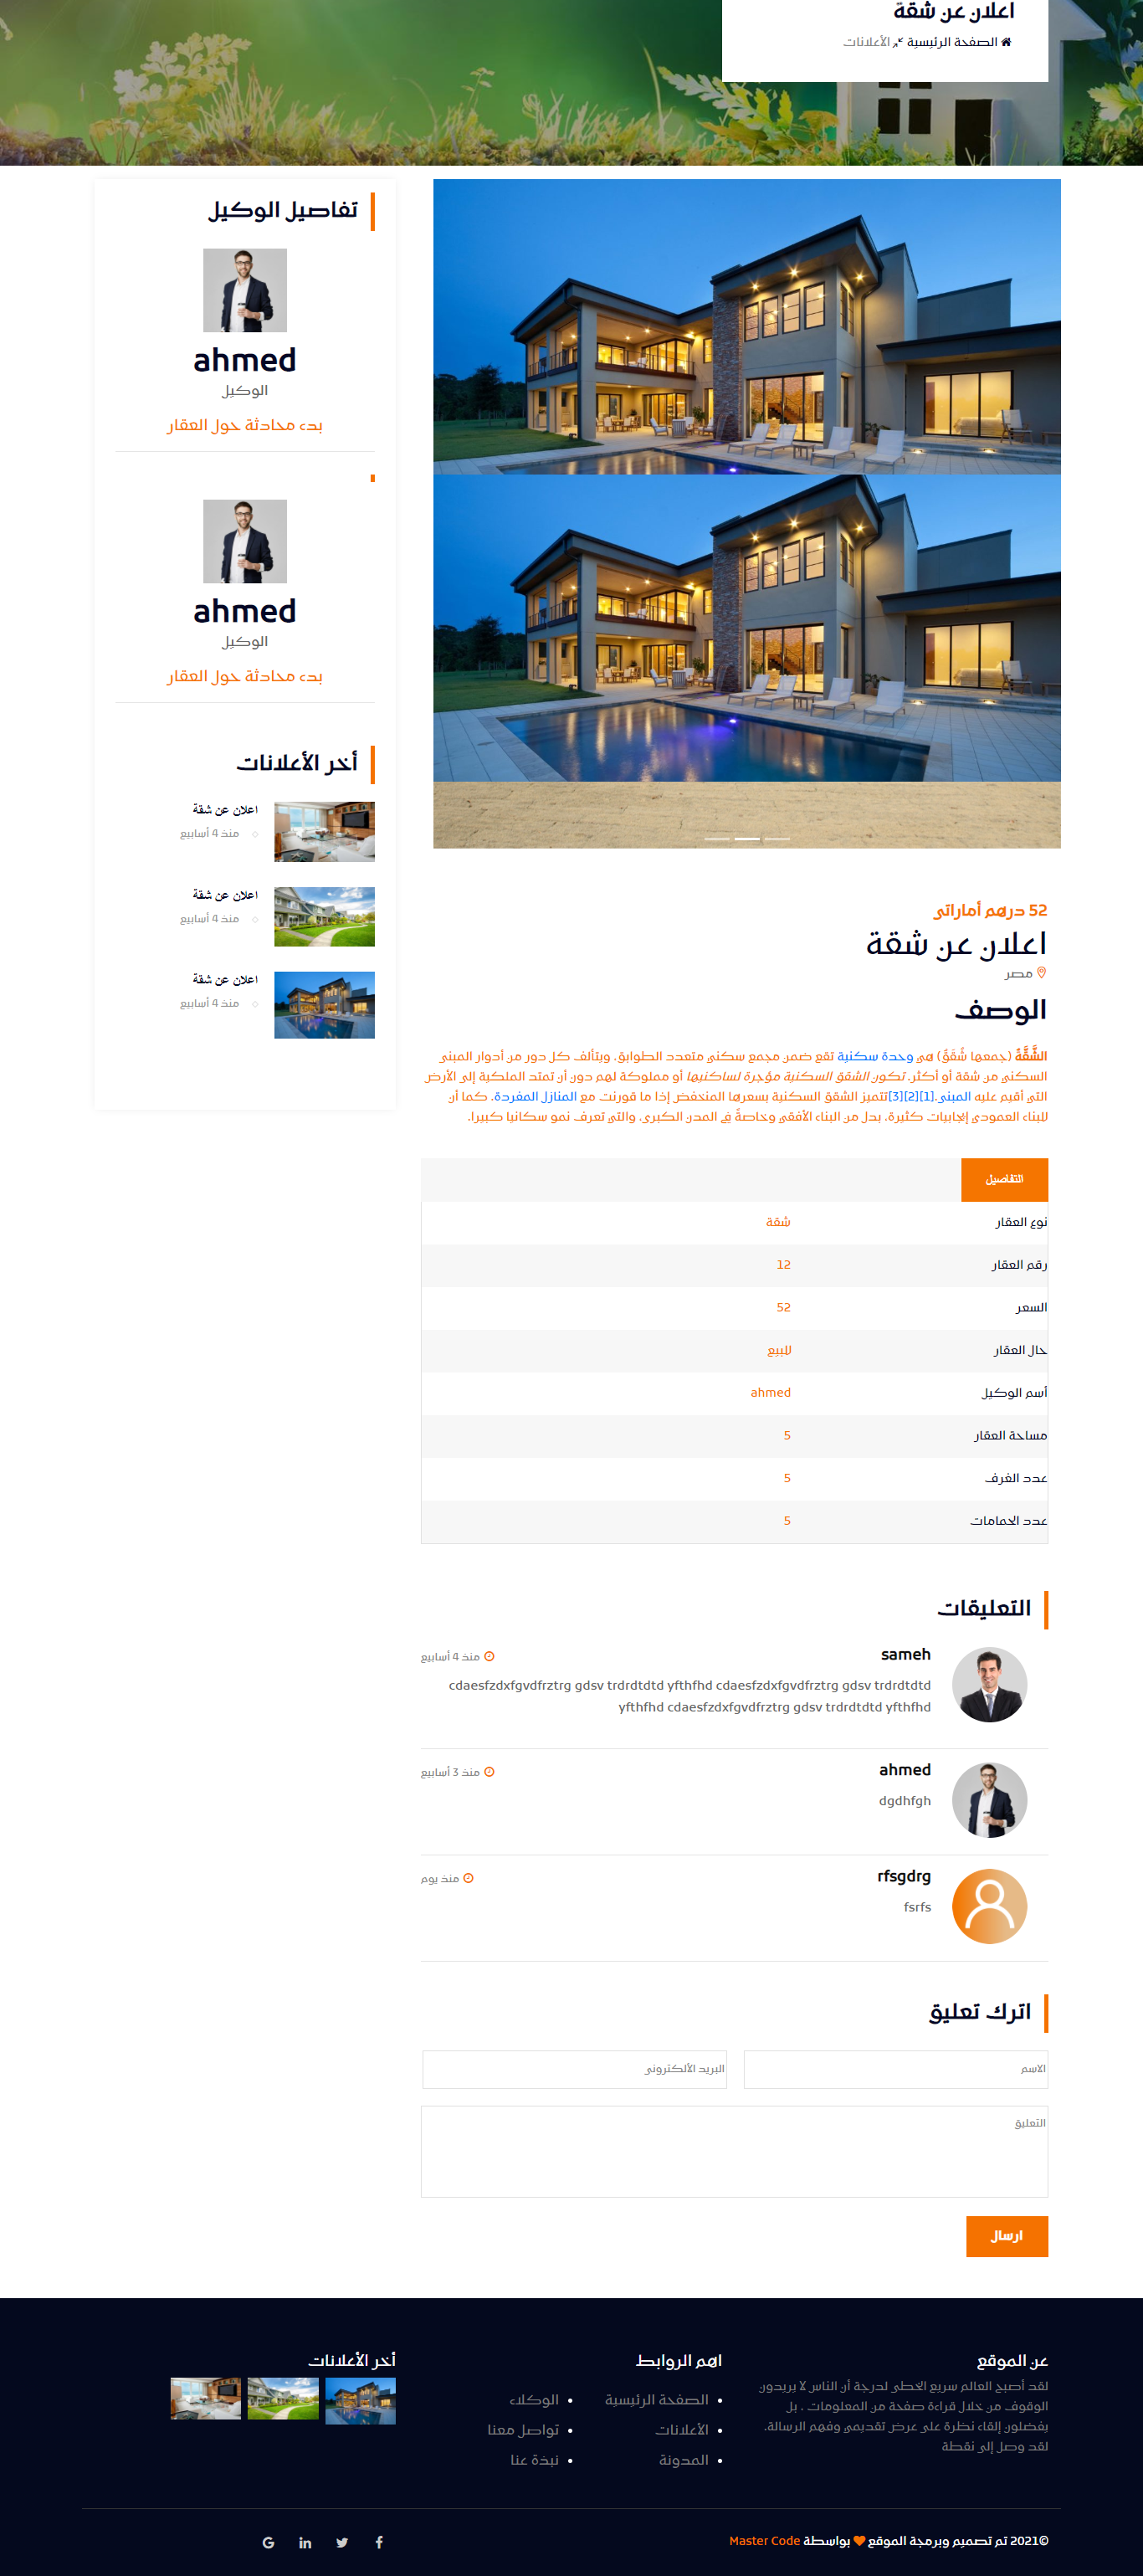 اعلان عن شقة
الصفحة الرئيسية الأعلانات
52 درهم أماراتى
اعلان عن شقة
مصر
الوصف
الشَّقَّةُ (جمعها شُقَقٌ) هي وحدة سكنية تقع ضمن مجمع سكني متعدد الطوابق، ويتألف كل دور من أدوار المبنى
السكني من شقة أو أكثر. تكون الشقق السكنية مؤجرة لساكنيها أو مملوكة لهم دون أن تمتد الملكية إلى الأرض
التي أقيم عليه المبنى.[1][2][3]تتميز الشقق السكنية بسعرها المنخفض إذا ما قورنت مع المنازل المفردة، كما أن
للبناء العمودي إيجابيات كثيرة، بدل من البناء الأفقي وخاصةً في المدن الكبرى، والتي تعرف نمو سكانيا كبيرا.
التفاصيل
نوع العقار شقة
رقم العقار 12
السعر 52
حال العقار للبيع
أسم الوكيل ahmed
مساحة العقار 5
عدد الغرف 5
عدد الحمامات 5
التعليقات
sameh منذ 4 أسابيع
cdaesfzdxfgvdfrztrg gdsv trdrdtdtd yfthfhd cdaesfzdxfgvdfrztrg gdsv trdrdtdtd
yfthfhd cdaesfzdxfgvdfrztrg gdsv trdrdtdtd yfthfhd
ahmed منذ 3 أسابيع
dgdhfgh
rfsgdrg منذ يوم
fsrfs
اترك تعليق
الاسم البريد الألكترونى
التعليق
ارسال
تفاصيل الوكيل
ahmed
الوكيل
بدء محادثة حول العقار
ahmed
الوكيل
بدء محادثة حول العقار
أخر الأعلانات
اعلان عن شقة
منذ 4 أسابيع
اعلان عن شقة
منذ 4 أسابيع
اعلان عن شقة
منذ 4 أسابيع
عن الموقع
لقد أصبح العالم سريع الخطى لدرجة أن الناس لا يريدون
الوقوف من خلال قراءة صفحة من المعلومات ، بل
يفضلون إلقاء نظرة على عرض تقديمي وفهم الرسالة.
لقد وصل إلى نقطة
اهم الروابط
الصفحة الرئيسية
الأعلانات
المدونة
الوكلاء
تواصل معنا
نبذة عنا
أخر الأعلانات
©2021 تم تصميم وبرمجة الموقع بواسطة Master Code